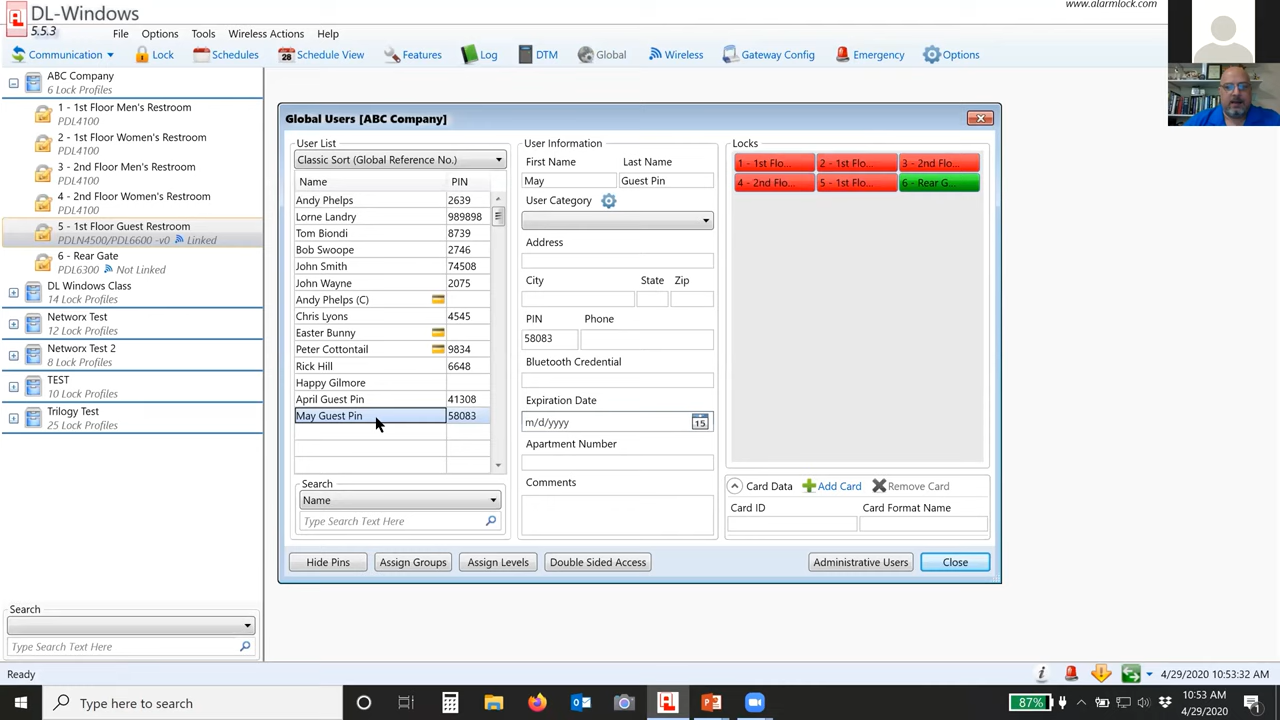 DL-Windows
5.5.3
www.alarmlock.com
File Options Tools Wireless Actions Help
Communication Lock Schedules 28 Schedule View Features Log DTM Global Wireless Gateway Config Emergency Options
ABC Company
6 Lock Profiles
1 - 1st Floor Men's Restroom
PDL4100
2 - 1st Floor Women's Restroom
PDL4100
3 - 2nd Floor Men's Restroom
PDL4100
4 - 2nd Floor Women's Restroom
PDL4100
5 - 1st Floor Guest Restroom
PDLN4500/PDL6600 -v0 Linked
6 - Rear Gate
PDL6300 Not Linked
DL Windows Class
14 Lock Profiles
Networx Test
12 Lock Profiles
Networx Test 2
8 Lock Profiles
TEST
10 Lock Profiles
Trilogy Test
25 Lock Profiles
Search
Type Search Text Here
Global Users [ABC Company]
User List
Classic Sort (Global Reference No.)
Name PIN
Andy Phelps 2639
Lorne Landry 989898
Tom Biondi 8739
Bob Swoope 2746
John Smith 74508
John Wayne 2075
Andy Phelps (C)
Chris Lyons 4545
Easter Bunny
Peter Cottontail 9834
Rick Hill 6648
Happy Gilmore
April Guest Pin 41308
May Guest Pin 58083
Search
Name
Type Search Text Here
User Information
First Name Last Name
May Guest Pin
User Category
Address
City State Zip
PIN Phone
58083
Bluetooth Credential
Expiration Date
m/d/yyyy 15
Apartment Number
Comments
Locks
1 - 1st Flo... 2 - 1st Flo... 3 - 2nd Flo...
4 - 2nd Flo... 5 - 1st Flo... 6 - Rear G...
Card Data Add Card Remove Card
Card ID Card Format Name
Hide Pins Assign Groups Assign Levels Double Sided Access Administrative Users Close
Ready 4/29/2020 10:53:32 AM
Type here to search 87% 10:53 AM
4/29/2020